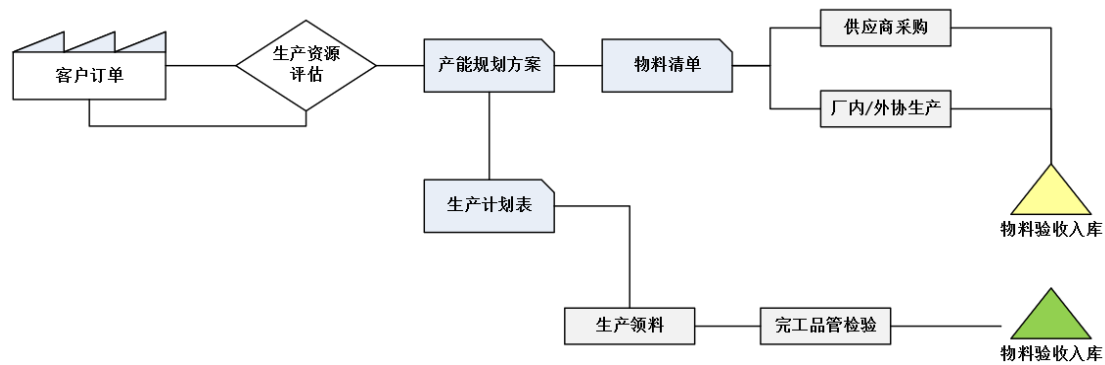 客户订单
生产资源
评估
产能规划方案
物料清单
供应商采购
厂内/外协生产
物料验收入库
生产计划表
生产领料
完工品管检验
物料验收入库